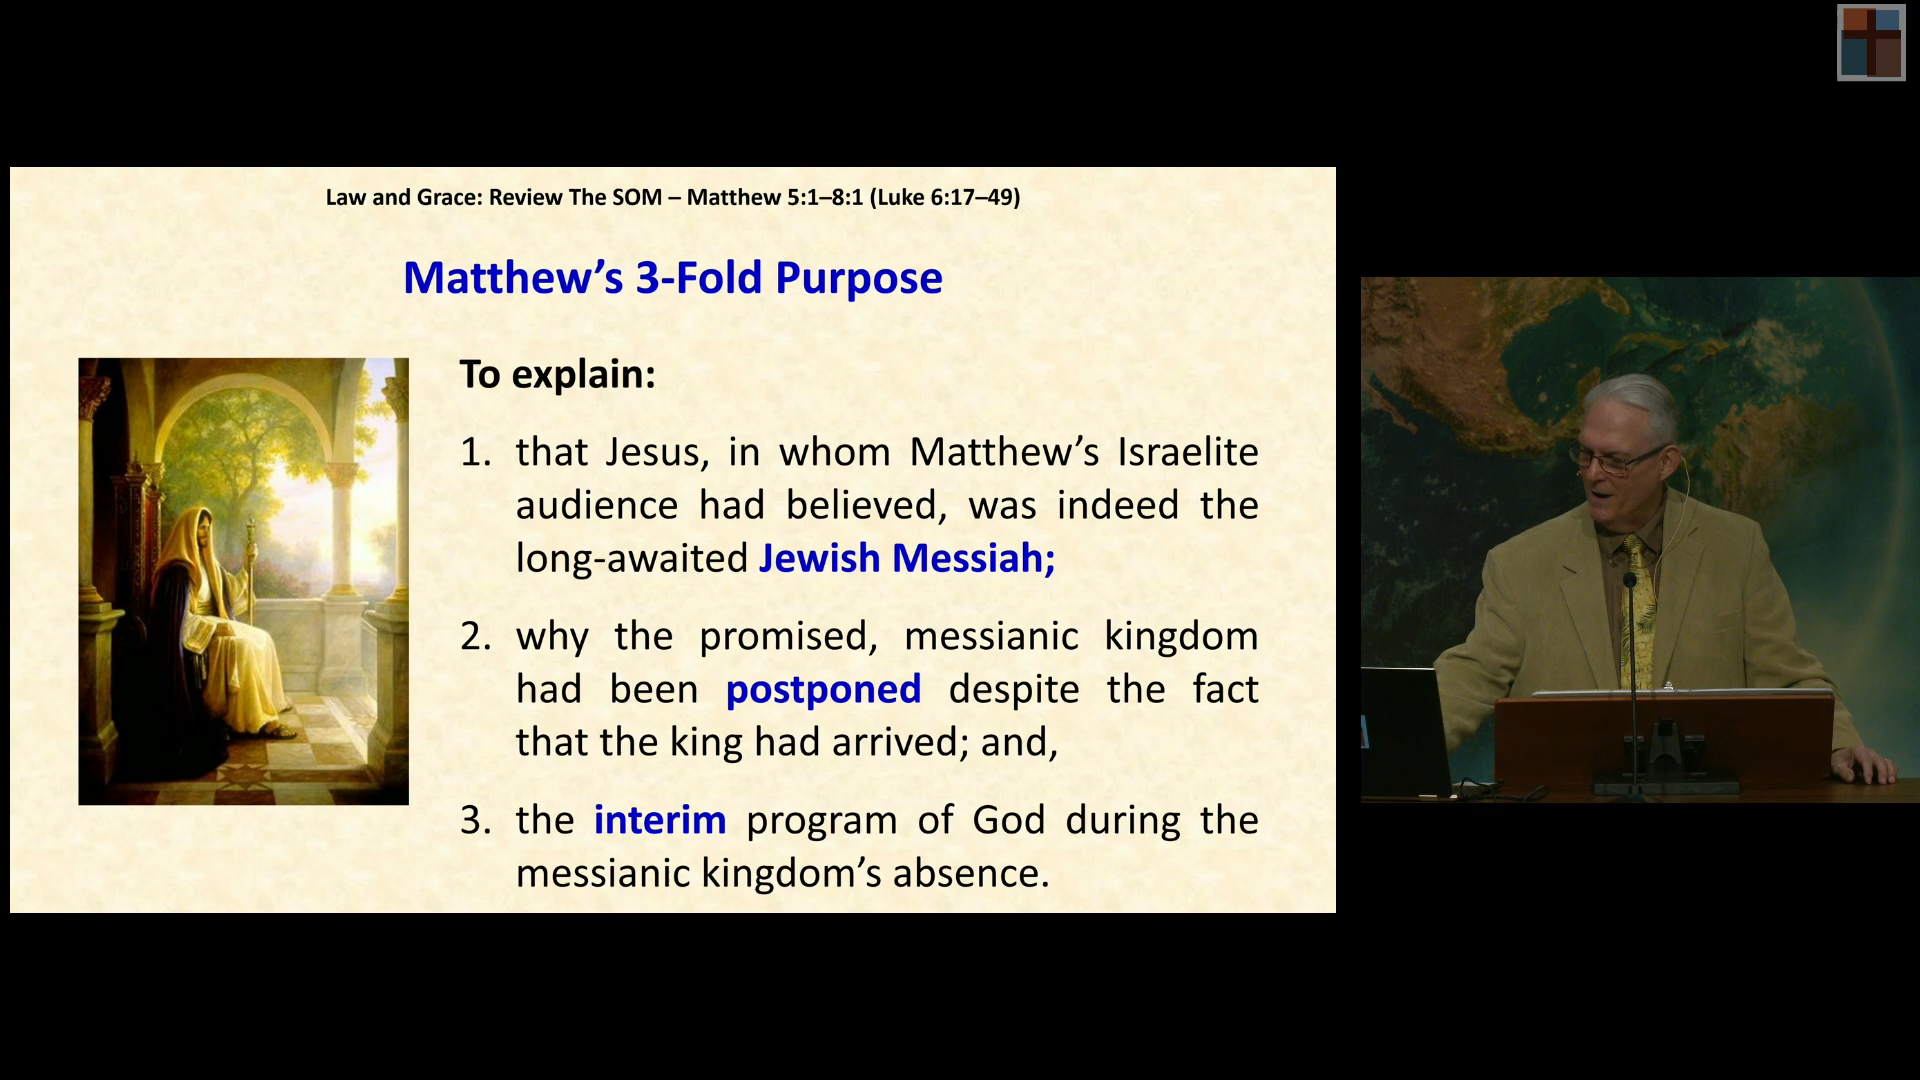 Law and Grace: Review The SOM – Matthew 5:1–8:1 (Luke 6:17–49)
Matthew’s 3-Fold Purpose
To explain:
1. that Jesus, in whom Matthew’s Israelite
audience had believed, was indeed the
long-awaited Jewish Messiah;
2. why the promised, messianic kingdom
had been postponed despite the fact
that the king had arrived; and,
3. the interim program of God during the
messianic kingdom’s absence.